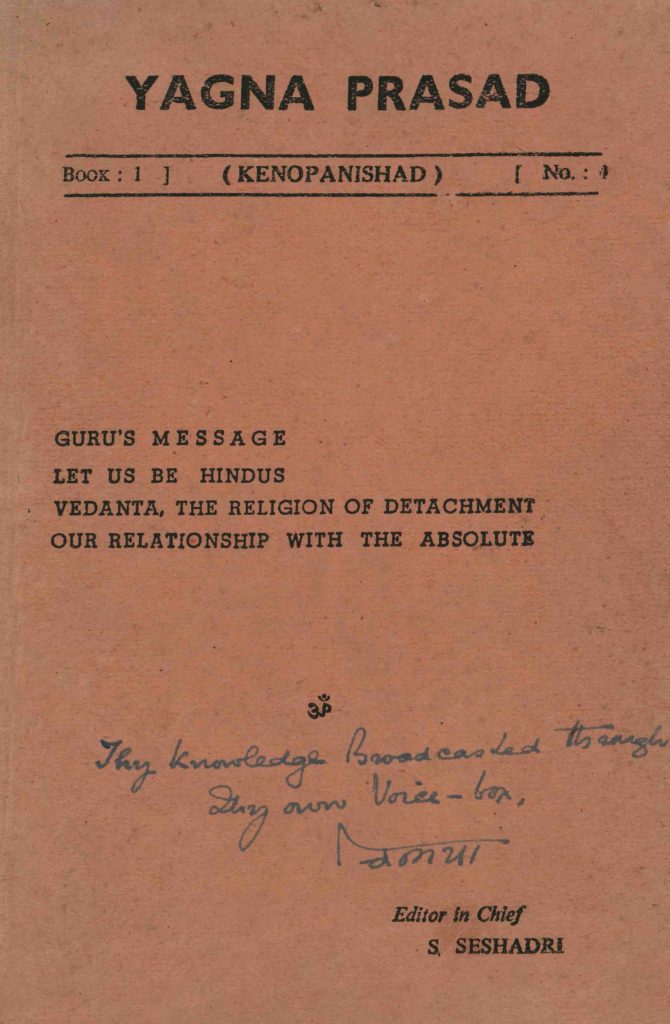 YAGNA PRASAD
BOOK : 1 ] (KENOPANISHAD) [ No. :
GURU'S MESSAGE
LET US BE HINDUS
VEDANTA, THE RELIGION OF DETACHMENT
OUR RELATIONSHIP WITH THE ABSOLUTE
ॐ
Thy Knowledge Broadcasted through
Thy own Voice-box,
Editor in Chief
S. SESHADRI